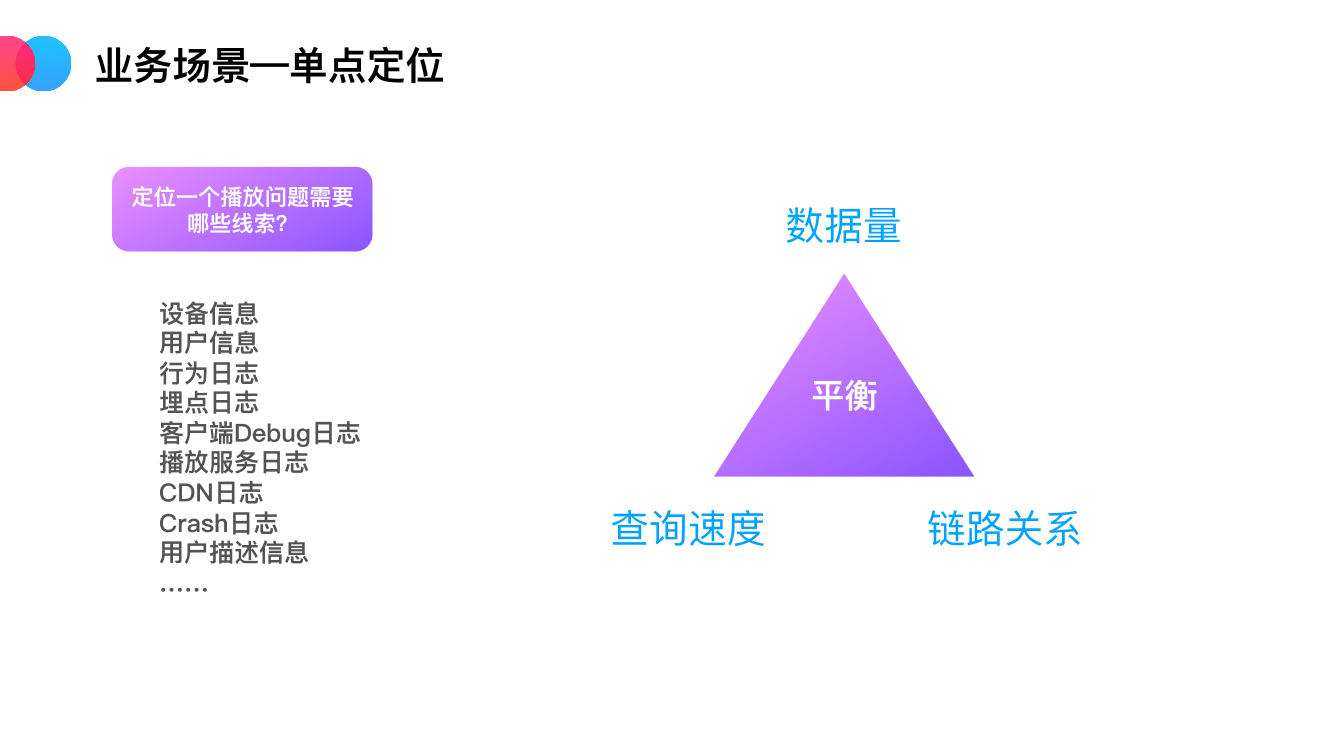 业务场景—单点定位
定位一个播放问题需要
哪些线索?
设备信息
用户信息
行为日志
埋点日志
客户端Debug日志
播放服务日志
CDN日志
Crash日志
用户描述信息
……
数据量
平衡
查询速度
链路关系